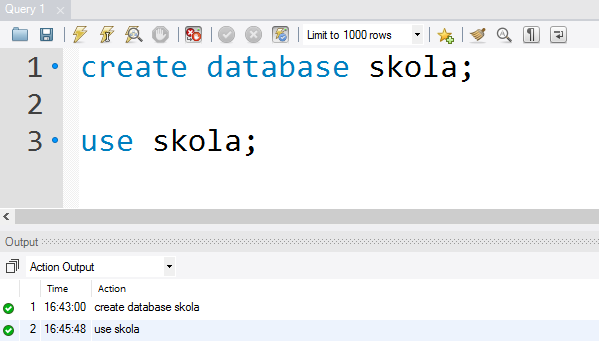 Query 1
Limit to 1000 rows
1 create database skola;
2
3 use skola;
Output
Action Output
Time Action
1 16:43:00 create database skola
2 16:45:48 use skola